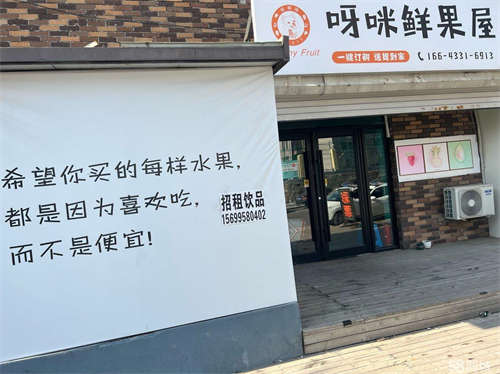 呀咪鲜果屋
Fruit
一键订购 送货到家
166-4331-6913
希望你买的每样水果，
都是因为喜欢吃，
而不是便宜！
招租饮品
15699580402